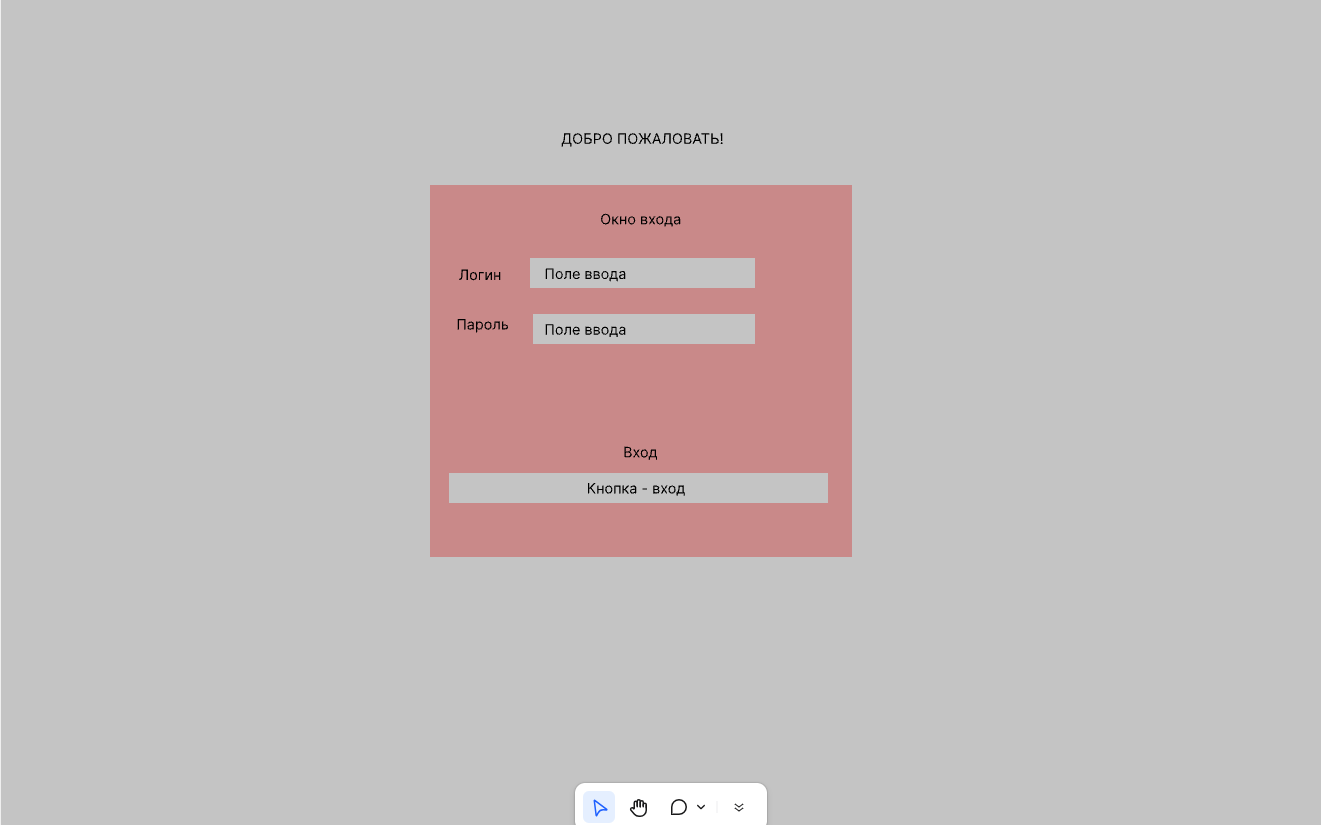 ДОБРО ПОЖАЛОВАТЬ!
Окно входа
Логин
Поле ввода
Пароль
Поле ввода
Вход
Кнопка - вход